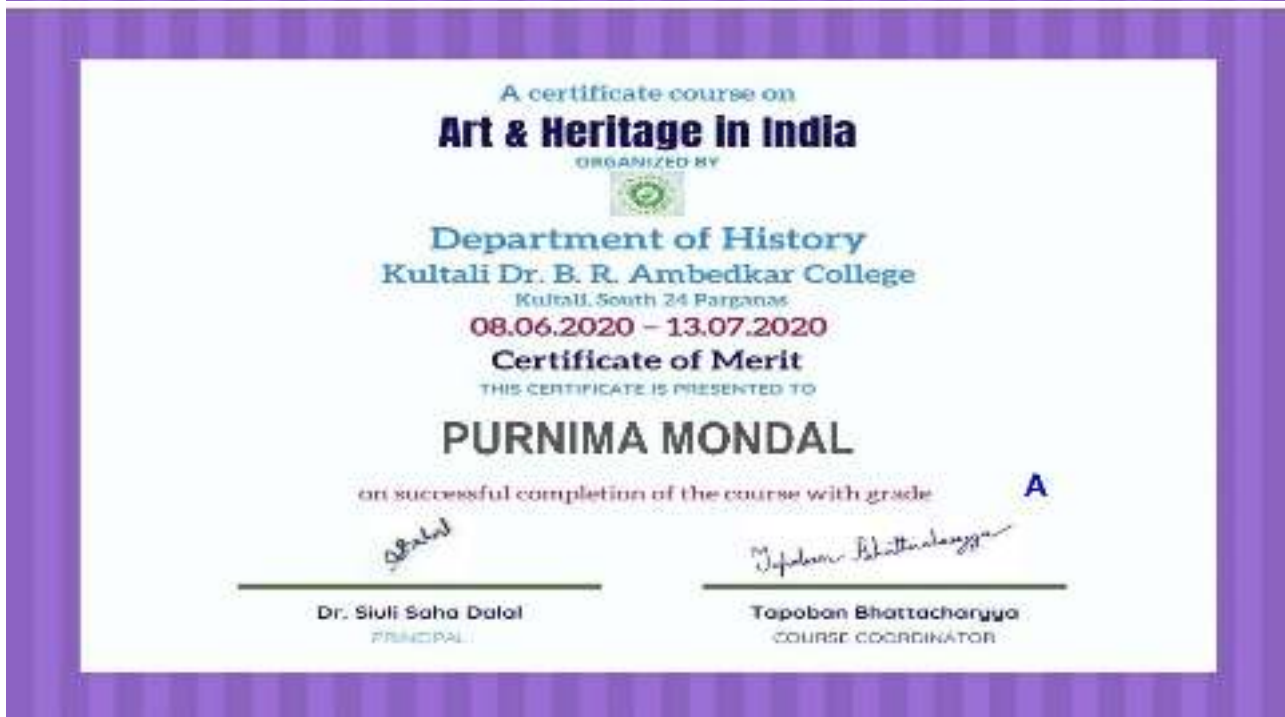 A certificate course on
Art & Heritage in India
ORGANIZED BY
Department of History
Kultali Dr. B. R. Ambedkar College
Kultali, South 24 Parganas
08.06.2020 – 13.07.2020
Certificate of Merit
THIS CERTIFICATE IS PRESENTED TO
PURNIMA MONDAL
on successful completion of the course with grade A
Tapoban Bhattacharyya
Dr. Siuli Saha Dalal
Tapoban Bhattacharyya
PRINCIPAL
COURSE COORDINATOR